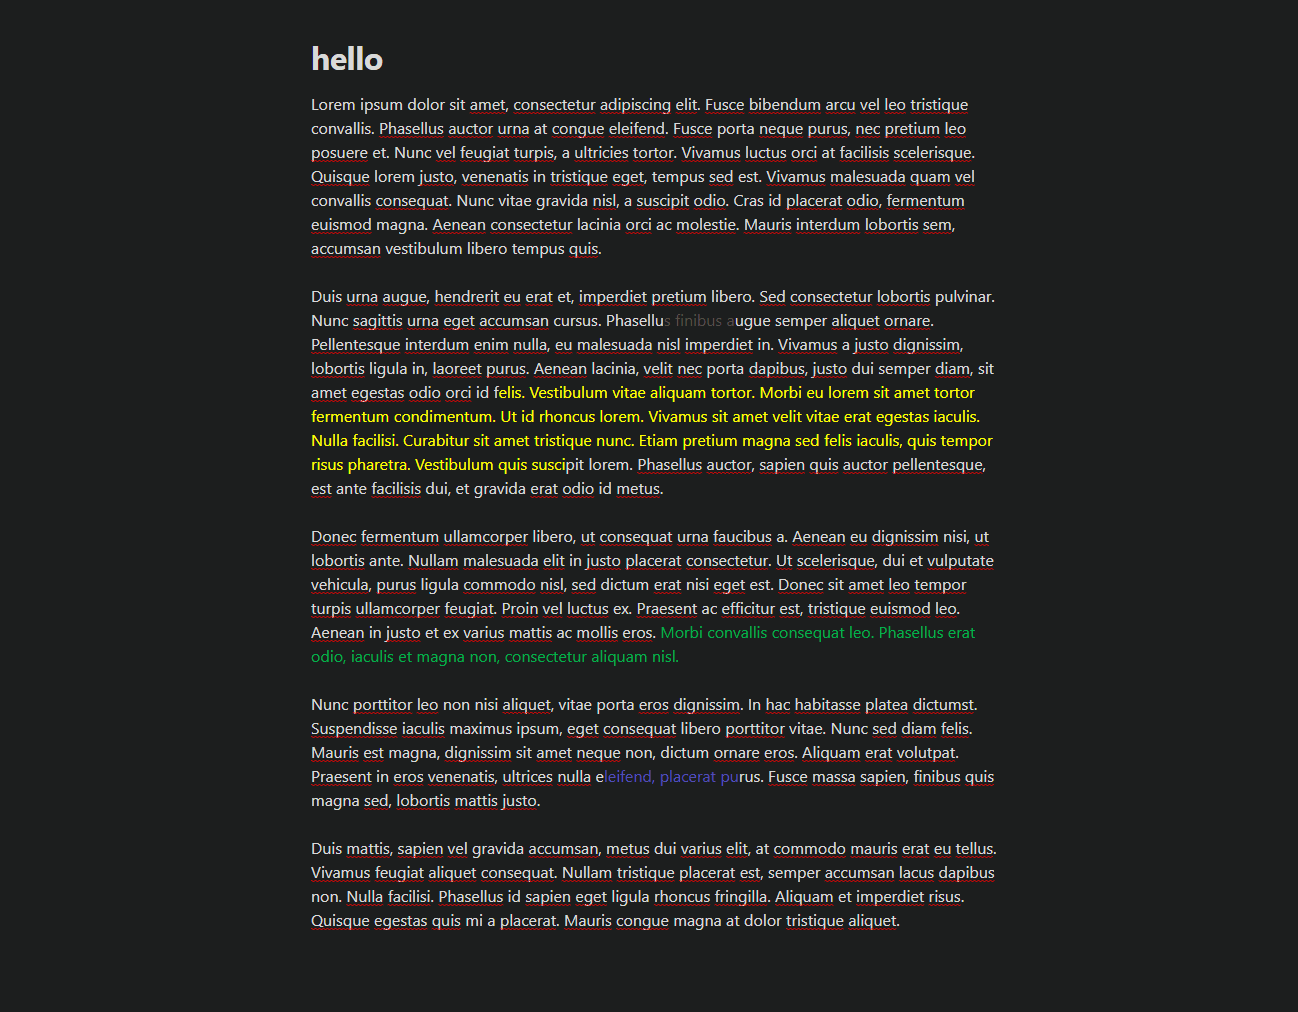 hello
Lorem ipsum dolor sit amet, consectetur adipiscing elit. Fusce bibendum arcu vel leo tristique
convallis. Phasellus auctor urna at congue eleifend. Fusce porta neque purus, nec pretium leo
posuere et. Nunc vel feugiat turpis, a ultricies tortor. Vivamus luctus orci at facilisis scelerisque.
Quisque lorem justo, venenatis in tristique eget, tempus sed est. Vivamus malesuada quam vel
convallis consequat. Nunc vitae gravida nisl, a suscipit odio. Cras id placerat odio, fermentum
euismod magna. Aenean consectetur lacinia orci ac molestie. Mauris interdum lobortis sem,
accumsan vestibulum libero tempus quis.
Duis urna augue, hendrerit eu erat et, imperdiet pretium libero. Sed consectetur lobortis pulvinar.
Nunc sagittis urna eget accumsan cursus. Phasellus finibus augue semper aliquet ornare.
Pellentesque interdum enim nulla, eu malesuada nisl imperdiet in. Vivamus a justo dignissim,
lobortis ligula in, laoreet purus. Aenean lacinia, velit nec porta dapibus, justo dui semper diam, sit
amet egestas odio orci id felis. Vestibulum vitae aliquam tortor. Morbi eu lorem sit amet tortor
fermentum condimentum. Ut id rhoncus lorem. Vivamus sit amet velit vitae erat egestas iaculis.
Nulla facilisi. Curabitur sit amet tristique nunc. Etiam pretium magna sed felis iaculis, quis tempor
risus pharetra. Vestibulum quis suscipit lorem. Phasellus auctor, sapien quis auctor pellentesque,
est ante facilisis dui, et gravida erat odio id metus.
Donec fermentum ullamcorper libero, ut consequat urna faucibus a. Aenean eu dignissim nisi, ut
lobortis ante. Nullam malesuada elit in justo placerat consectetur. Ut scelerisque, dui et vulputate
vehicula, purus ligula commodo nisl, sed dictum erat nisi eget est. Donec sit amet leo tempor
turpis ullamcorper feugiat. Proin vel luctus ex. Praesent ac efficitur est, tristique euismod leo.
Aenean in justo et ex varius mattis ac mollis eros. Morbi convallis consequat leo. Phasellus erat
odio, iaculis et magna non, consectetur aliquam nisl.
Nunc porttitor leo non nisi aliquet, vitae porta eros dignissim. In hac habitasse platea dictumst.
Suspendisse iaculis maximus ipsum, eget consequat libero porttitor vitae. Nunc sed diam felis.
Mauris est magna, dignissim sit amet neque non, dictum ornare eros. Aliquam erat volutpat.
Praesent in eros venenatis, ultrices nulla eleifend, placerat purus. Fusce massa sapien, finibus quis
magna sed, lobortis mattis justo.
Duis mattis, sapien vel gravida accumsan, metus dui varius elit, at commodo mauris erat eu tellus.
Vivamus feugiat aliquet consequat. Nullam tristique placerat est, semper accumsan lacus dapibus
non. Nulla facilisi. Phasellus id sapien eget ligula rhoncus fringilla. Aliquam et imperdiet risus.
Quisque egestas quis mi a placerat. Mauris congue magna at dolor tristique aliquet.